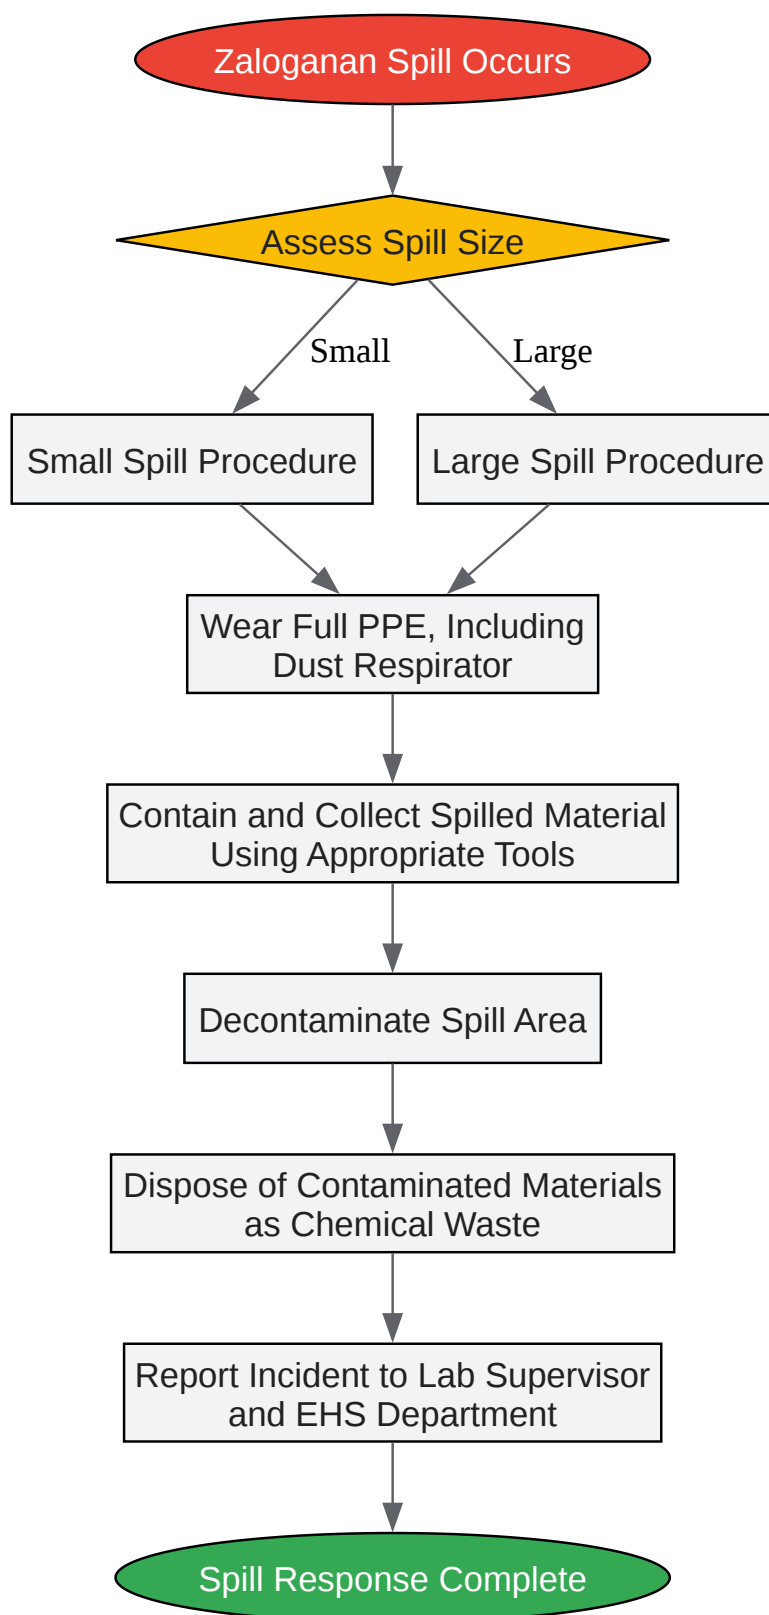 Zaloganan Spill Occurs
Assess Spill Size
Small
Large
Small Spill Procedure
Large Spill Procedure
Wear Full PPE, Including
Dust Respirator
Contain and Collect Spilled Material
Using Appropriate Tools
Decontaminate Spill Area
Dispose of Contaminated Materials
as Chemical Waste
Report Incident to Lab Supervisor
and EHS Department
Spill Response Complete